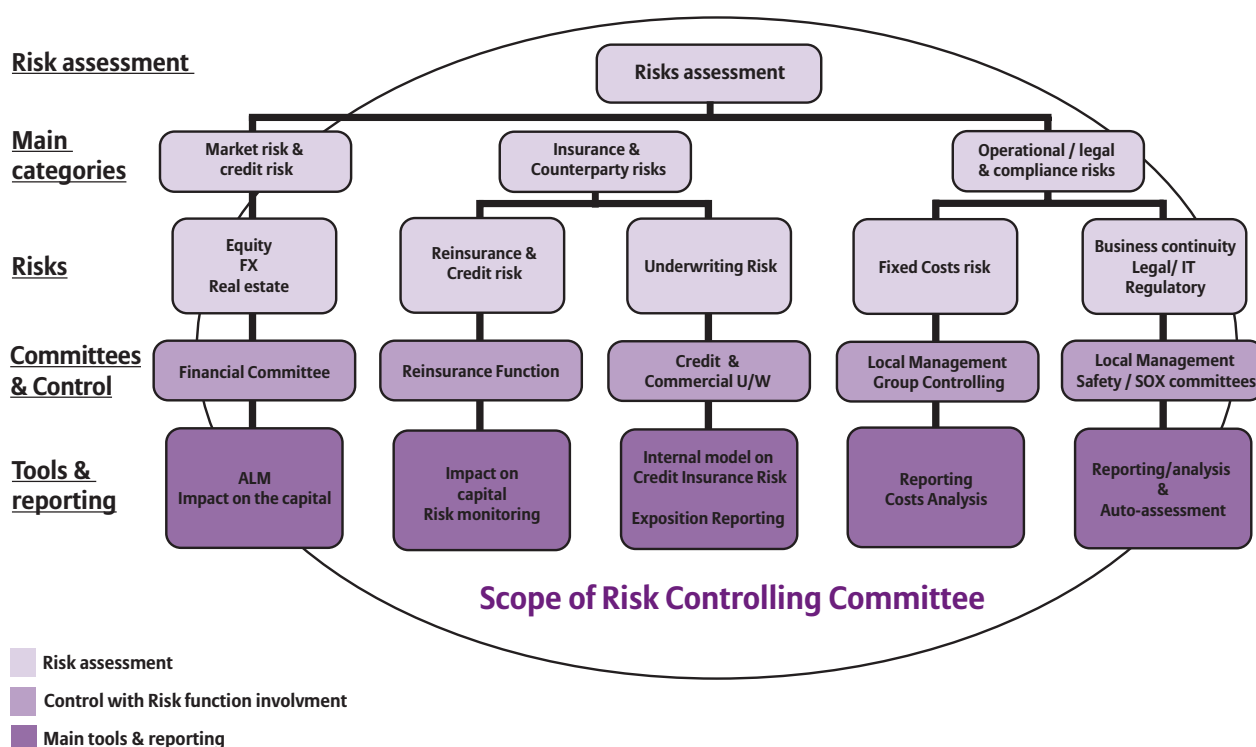 Risk assessment
Risks assessment
Main
categories
Market risk &
credit risk
Insurance &
Counterparty risks
Operational / legal
& compliance risks
Risks
Equity
FX
Real estate
Reinsurance &
Credit risk
Underwriting Risk
Fixed Costs risk
Business continuity
Legal/ IT
Regulatory
Committees
& Control
Financial Committee
Reinsurance Function
Credit &
Commercial U/W
Local Management
Group Controlling
Local Management
Safety / SOX committees
Tools &
reporting
ALM
Impact on the capital
Impact on
capital
Risk monitoring
Internal model on
Credit Insurance Risk
Exposition Reporting
Reporting
Costs Analysis
Reporting/analysis
&
Auto-assessment
Scope of Risk Controlling Committee
Risk assessment
Control with Risk function involvment
Main tools & reporting